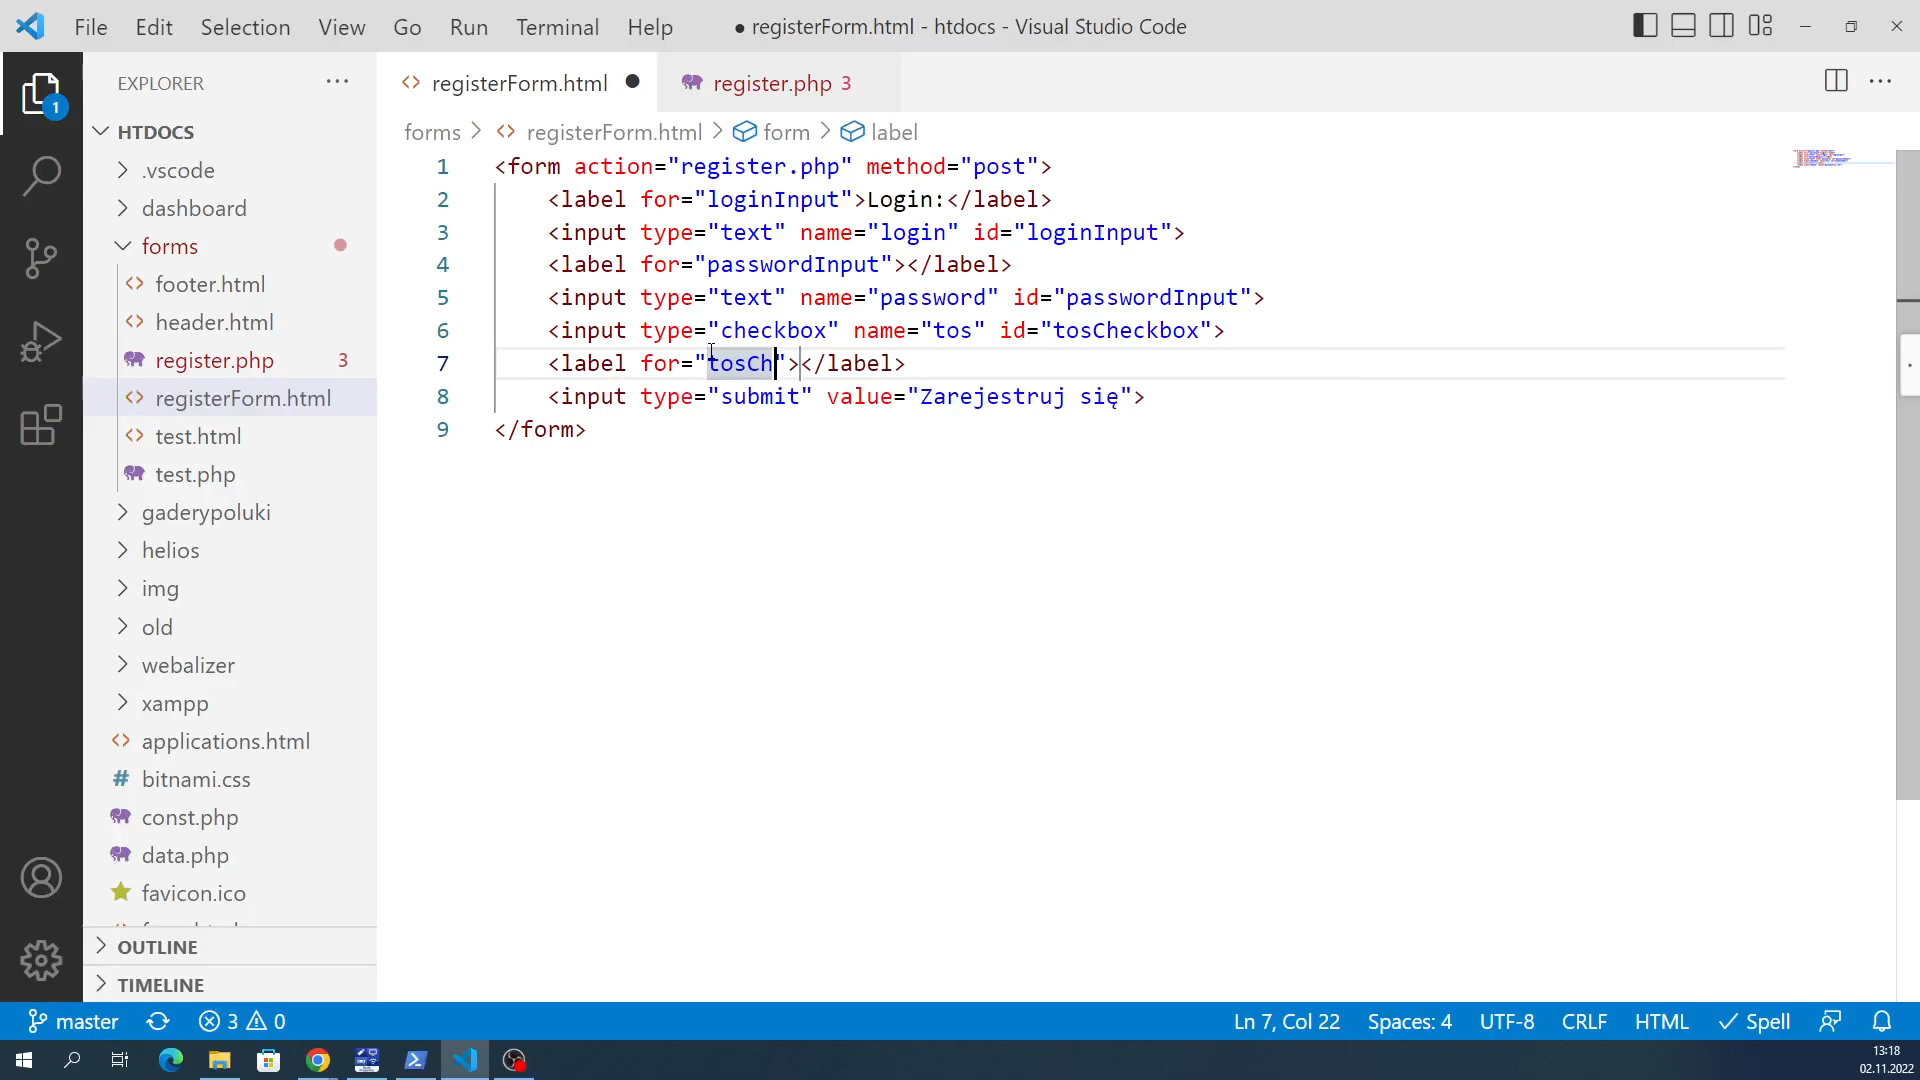 File Edit Selection View Go Run Terminal Help
● registerForm.html - htdocs - Visual Studio Code
EXPLORER
registerForm.html
register.php 3
1
HTDOCS
forms > registerForm.html > form > label
.vscode
dashboard
forms
footer.html
header.html
register.php 3
registerForm.html
test.html
test.php
gaderypoluki
helios
img
old
webalizer
xampp
applications.html
bitnami.css
const.php
data.php
favicon.ico
OUTLINE
TIMELINE
1 <form action="register.php" method="post">
2 <label for="loginInput">Login:</label>
3 <input type="text" name="login" id="loginInput">
4 <label for="passwordInput"></label>
5 <input type="text" name="password" id="passwordInput">
6 <input type="checkbox" name="tos" id="tosCheckbox">
7 <label for="tosCh"></label>
8 <input type="submit" value="Zarejestruj się">
9 </form>
master 3 0
Ln 7, Col 22 Spaces: 4 UTF-8 CRLF HTML Spell
13:18
02.11.2022